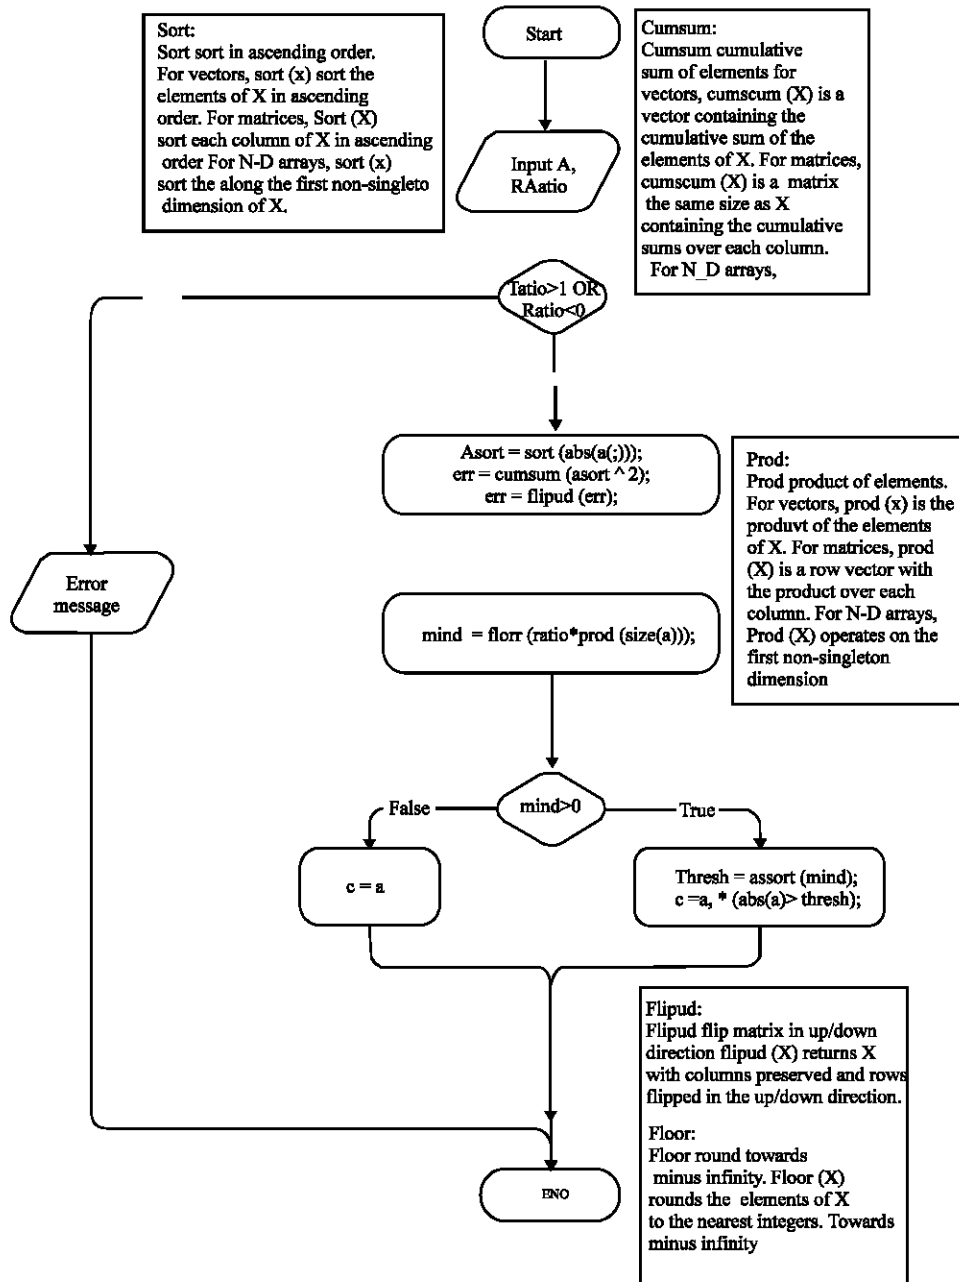 Sort:
Sort sort in ascending order.
For vectors, sort (x) sort the
elements of X in ascending
order. For matrices, Sort (X)
sort each column of X in ascending
order For N-D arrays, sort (x)
sort the along the first non-singleto
dimension of X.
Start
Input A,
RAatio
Cumsum:
Cumsum cumulative
sum of elements for
vectors, cumscum (X) is a
vector containing the
cumulative sum of the
elements of X. For matrices,
cumscum (X) is a matrix
the same size as X
containing the cumulative
sums over each column.
For N_D arrays,
Tatio>1 OR
Ratio<0
Asort = sort (abs(a(;)));
err = cumsum (asort ^ 2);
err = flipud (err);
Prod:
Prod product of elements.
For vectors, prod (x) is the
produvt of the elements
of X. For matrices, prod
(X) is a row vector with
the product over each
column. For N-D arrays,
Prod (X) operates on the
first non-singleton
dimension
Error
message
mind = florr (ratio*prod (size(a)));
mind>0
False
True
c = a
Thresh = assort (mind);
c =a, * (abs(a)> thresh);
Flipud:
Flipud flip matrix in up/down
direction flipud (X) returns X
with columns preserved and rows
flipped in the up/down direction.
Floor:
Floor round towards
minus infinity. Floor (X)
rounds the elements of X
to the nearest integers. Towards
minus infinity
ENO